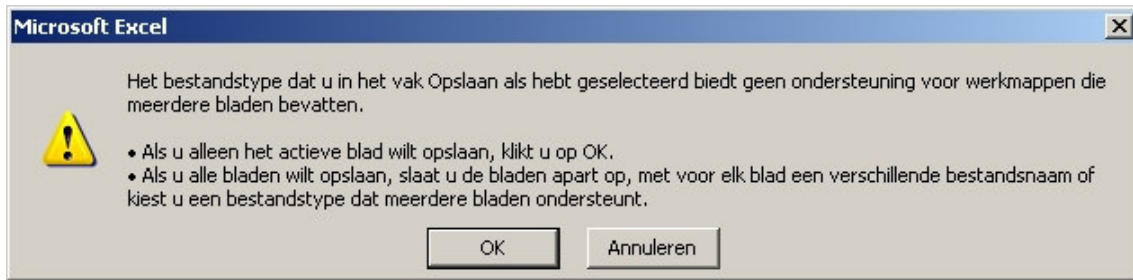 Microsoft Excel
Het bestandstype dat u in het vak Opslaan als hebt geselecteerd biedt geen ondersteuning voor werkmappen die
meerdere bladen bevatten.
• Als u alleen het actieve blad wilt opslaan, klikt u op OK.
• Als u alle bladen wilt opslaan, slaat u de bladen apart op, met voor elk blad een verschillende bestandsnaam of
kiest u een bestandstype dat meerdere bladen ondersteunt.
OK
Annuleren